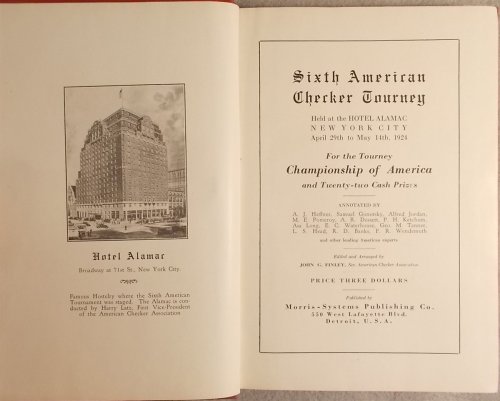 Hotel Alamac
Broadway at 71st St., New York City.
Famous Hostelry where the Sixth American
Tournament was staged. The Alamac is con-
ducted by Harry Latz, First Vice-President
of the American Checker Association
Sixth American
Checker Tourney
Held at the HOTEL ALAMAC
NEW YORK CITY
April 29th to May 14th, 1924
For the Tourney
Championship of America
and Twenty-two Cash Prizes
ANNOTATED BY
A. J. Heffner, Samuel Gonotsky, Alfred Jordan,
M. E. Pomeroy, A. B. Dassett, P. H. Ketchum,
Asa Long, E. C. Waterhouse, Geo. M. Tanner,
L. S. Head, R. D. Banks, F. R. Wendemuth
and other leading American experts
Edited and Arranged by
JOHN G. FINLEY, Sec. American Checker Association
PRICE THREE DOLLARS
Published by
Morris-Systems Publishing Co.
550 West Lafayette Blvd.
Detroit, U.S.A.